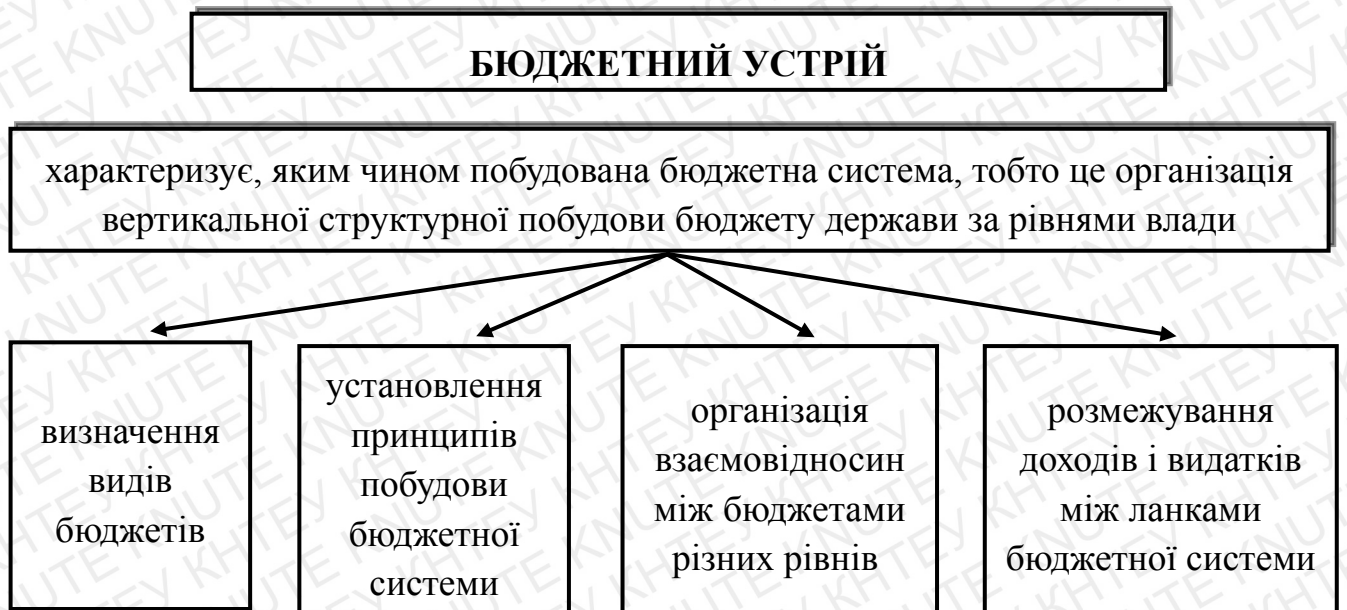 БЮДЖЕТНИЙ УСТРІЙ
характеризує, яким чином побудована бюджетна система, тобто це організація
вертикальної структурної побудови бюджету держави за рівнями влади
визначення
видів
бюджетів
установлення
принципів
побудови
бюджетної
системи
організація
взаємовідносин
між бюджетами
різних рівнів
розмежування
доходів і видатків
між ланками
бюджетної системи